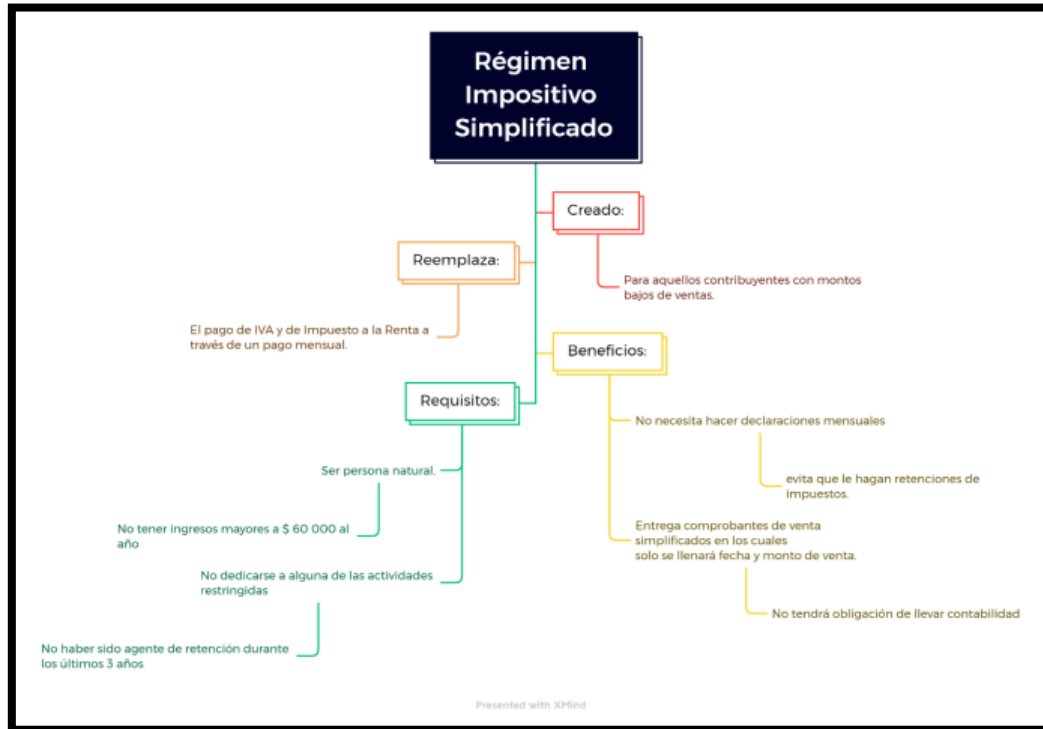 Régimen
Impositivo
Simplificado
Creado:
Para aquellos contribuyentes con montos
bajos de ventas.
Reemplaza:
El pago de IVA y de Impuesto a la Renta a
través de un pago mensual.
Beneficios:
No necesita hacer declaraciones mensuales
evita que le hagan retenciones de
impuestos.
Entrega comprobantes de venta
simplificados en los cuales
solo se llenará fecha y monto de venta.
No tendrá obligación de llevar contabilidad
Requisitos:
Ser persona natural.
No tener ingresos mayores a $ 60 000 al
año
No dedicarse a alguna de las actividades
restringidas
No haber sido agente de retención durante
los últimos 3 años
Presented with XMind